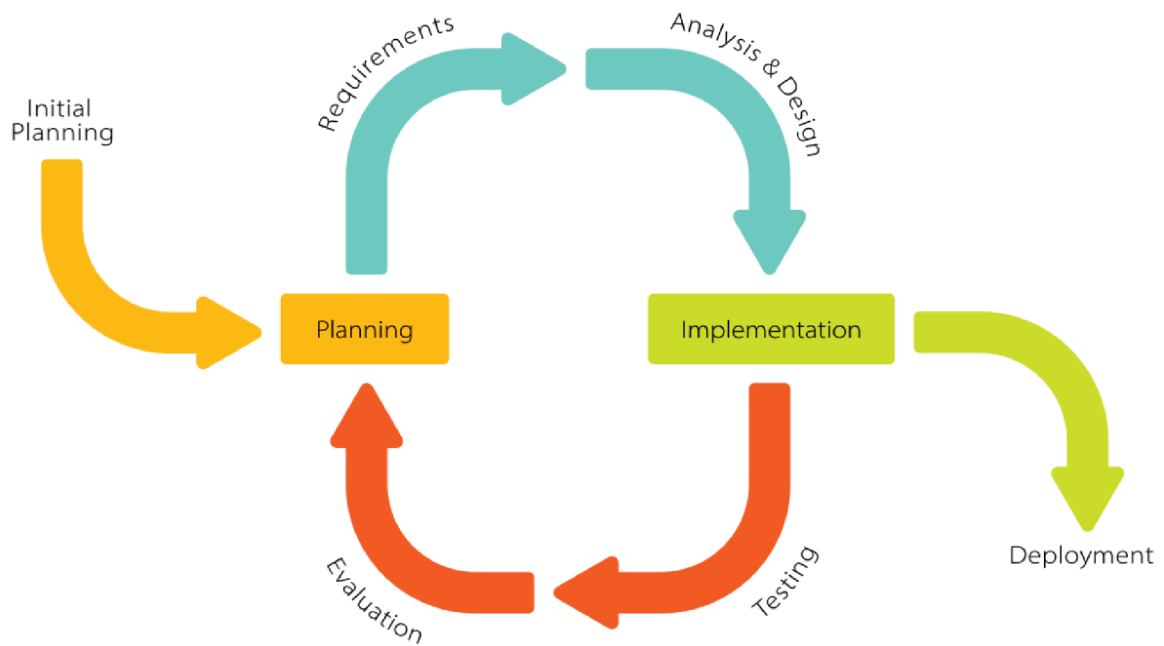 Initial
Planning
Requirements
Analysis & Design
Planning
Implementation
Evaluation
Testing
Deployment